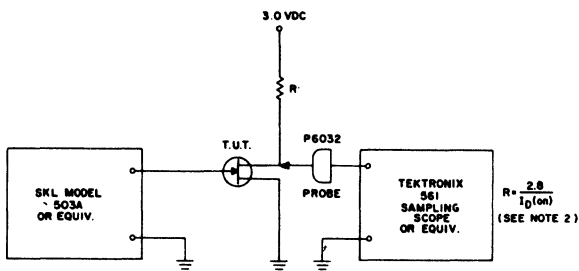 3.0 VDC
R
T.U.T.
P6032
PROBE
SKL MODEL
503A
OR EQUIV.
TEKTRONIX
561
SAMPLING
SCOPE
OR EQUIV.
R = 2.8
I_D(on)
(SEE NOTE 2)